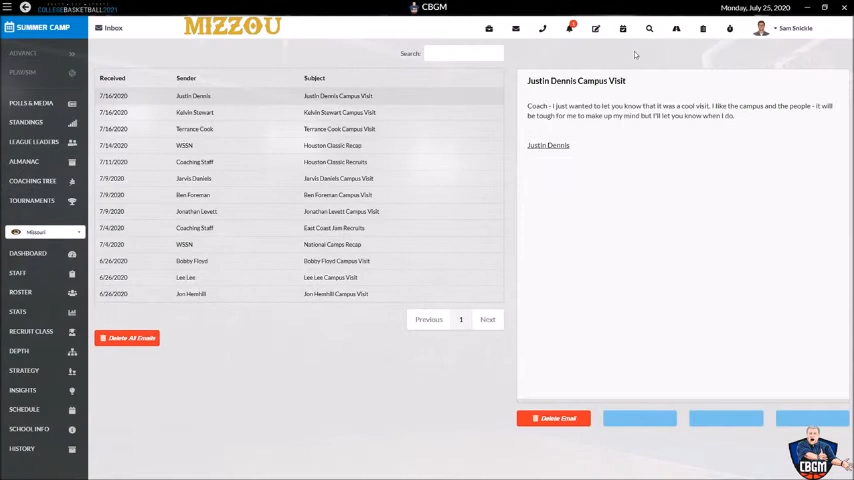 COLLEGE BASKETBALL 2021
CBGM
Monday, July 25, 2020
SUMMER CAMP
Inbox
MIZZOU
1
Sam Snickle
ADVANCE
PLAY/SIM
POLLS & MEDIA
STANDINGS
LEAGUE LEADERS
ALMANAC
COACHING TREE
TOURNAMENTS
Missouri
DASHBOARD
STAFF
ROSTER
STATS
RECRUIT CLASS
DEPTH
STRATEGY
INSIGHTS
SCHEDULE
SCHOOL INFO
HISTORY
Search:
Received Sender Subject
7/16/2020 Justin Dennis Justin Dennis Campus Visit
7/16/2020 Kelvin Stewart Kelvin Stewart Campus Visit
7/16/2020 Terrance Cook Terrance Cook Campus Visit
7/14/2020 WSSN Houston Classic Recap
7/11/2020 Coaching Staff Houston Classic Recruits
7/9/2020 Jarvis Daniels Jarvis Daniels Campus Visit
7/9/2020 Ben Foreman Ben Foreman Campus Visit
7/9/2020 Jonathan Levett Jonathan Levett Campus Visit
7/4/2020 Coaching Staff East Coast Jam Recruits
7/4/2020 WSSN National Camps Recap
6/26/2020 Bobby Floyd Bobby Floyd Campus Visit
6/26/2020 Lee Lee Lee Lee Campus Visit
6/26/2020 Jon Hemhill Jon Hemhill Campus Visit
Previous 1 Next
Delete All Emails
Justin Dennis Campus Visit
Coach - I just wanted to let you know that it was a cool visit. I like the campus and the people - it will
be tough for me to make up my mind but I'll let you know when I do.
Justin Dennis
Delete Email
CBGM